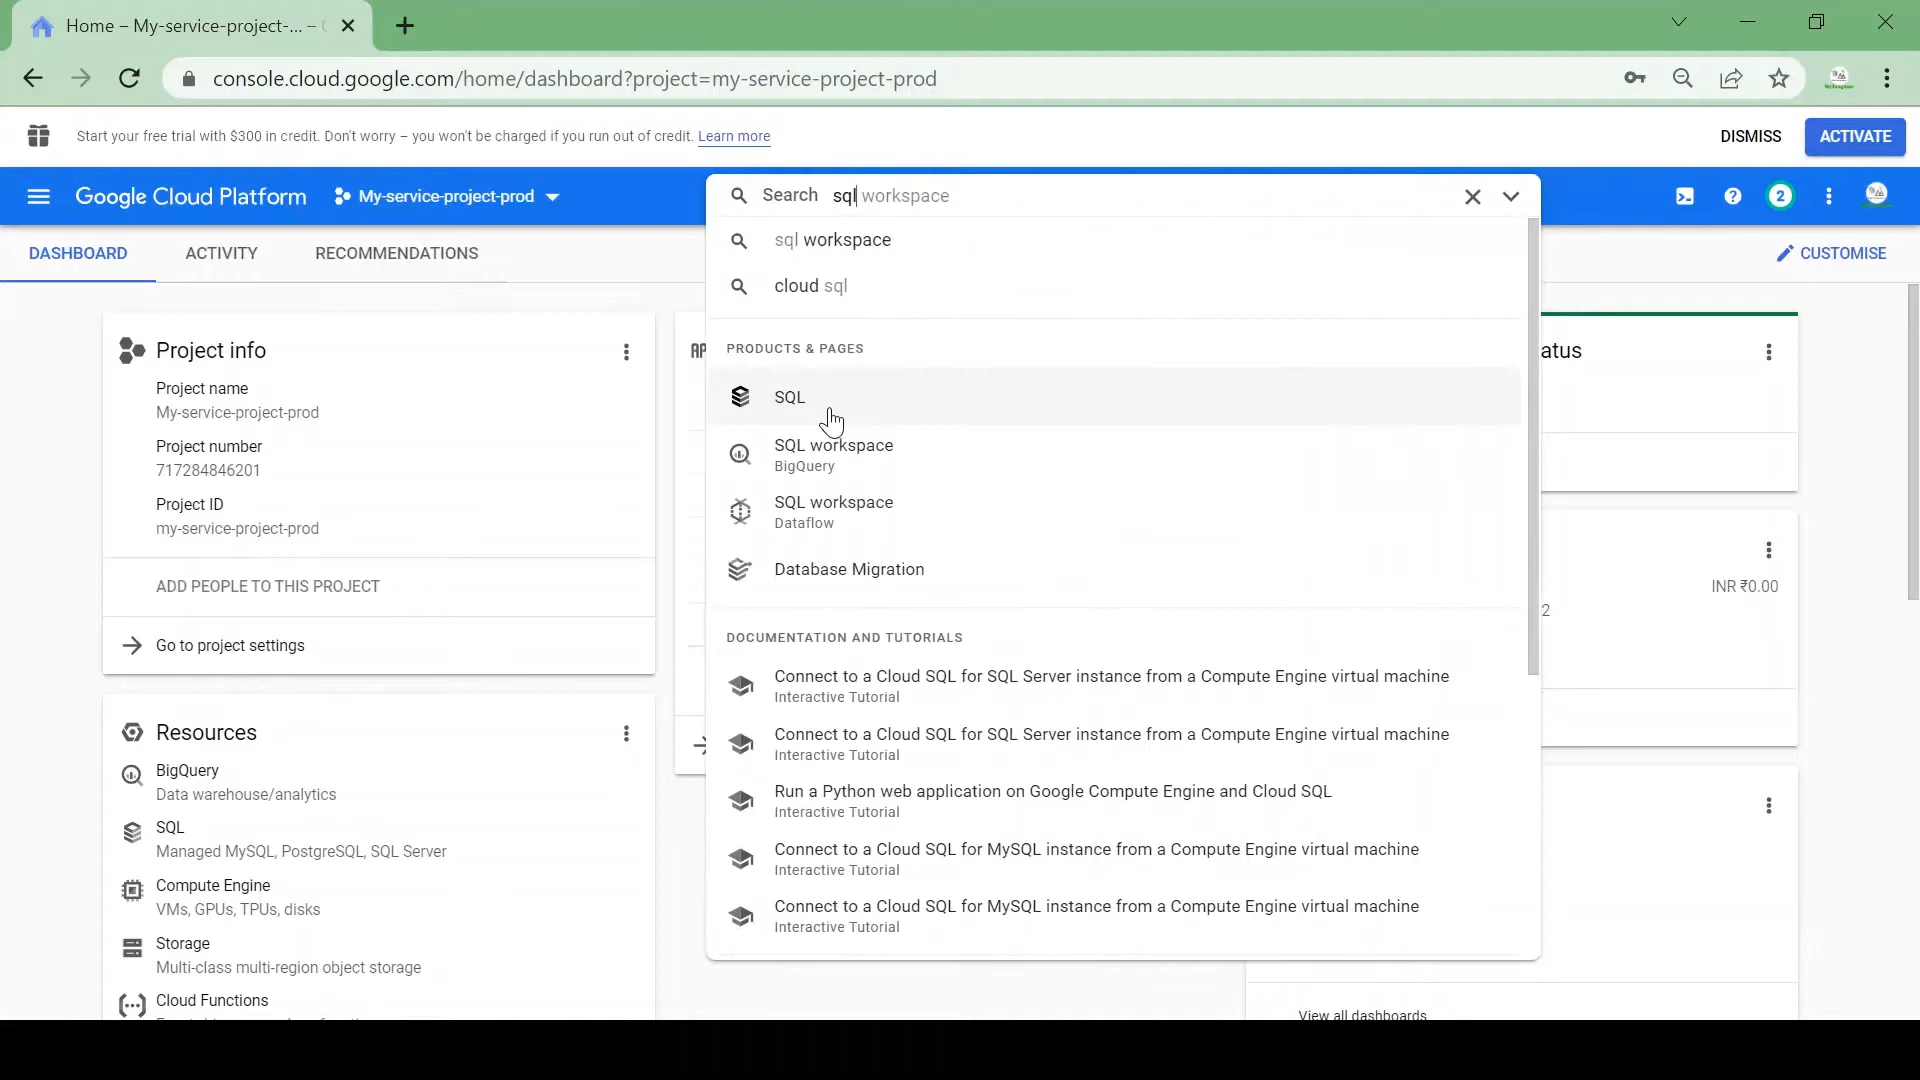 Home – My-service-project-... –
console.cloud.google.com/home/dashboard?project=my-service-project-prod
Start your free trial with $300 in credit. Don't worry – you won't be charged if you run out of credit. Learn more
DISMISS
ACTIVATE
Google Cloud Platform
My-service-project-prod
Search sql workspace
2
DASHBOARD
ACTIVITY
RECOMMENDATIONS
CUSTOMISE
sql workspace
cloud sql
PRODUCTS & PAGES
SQL
SQL workspace
BigQuery
SQL workspace
Dataflow
Database Migration
DOCUMENTATION AND TUTORIALS
Connect to a Cloud SQL for SQL Server instance from a Compute Engine virtual machine
Interactive Tutorial
Connect to a Cloud SQL for SQL Server instance from a Compute Engine virtual machine
Interactive Tutorial
Run a Python web application on Google Compute Engine and Cloud SQL
Interactive Tutorial
Connect to a Cloud SQL for MySQL instance from a Compute Engine virtual machine
Interactive Tutorial
Connect to a Cloud SQL for MySQL instance from a Compute Engine virtual machine
Interactive Tutorial
Project info
Project name
My-service-project-prod
Project number
717284846201
Project ID
my-service-project-prod
ADD PEOPLE TO THIS PROJECT
Go to project settings
Resources
BigQuery
Data warehouse/analytics
SQL
Managed MySQL, PostgreSQL, SQL Server
Compute Engine
VMs, GPUs, TPUs, disks
Storage
Multi-class multi-region object storage
Cloud Functions
AP
atus
INR ₹0.00
2
View all dashboards